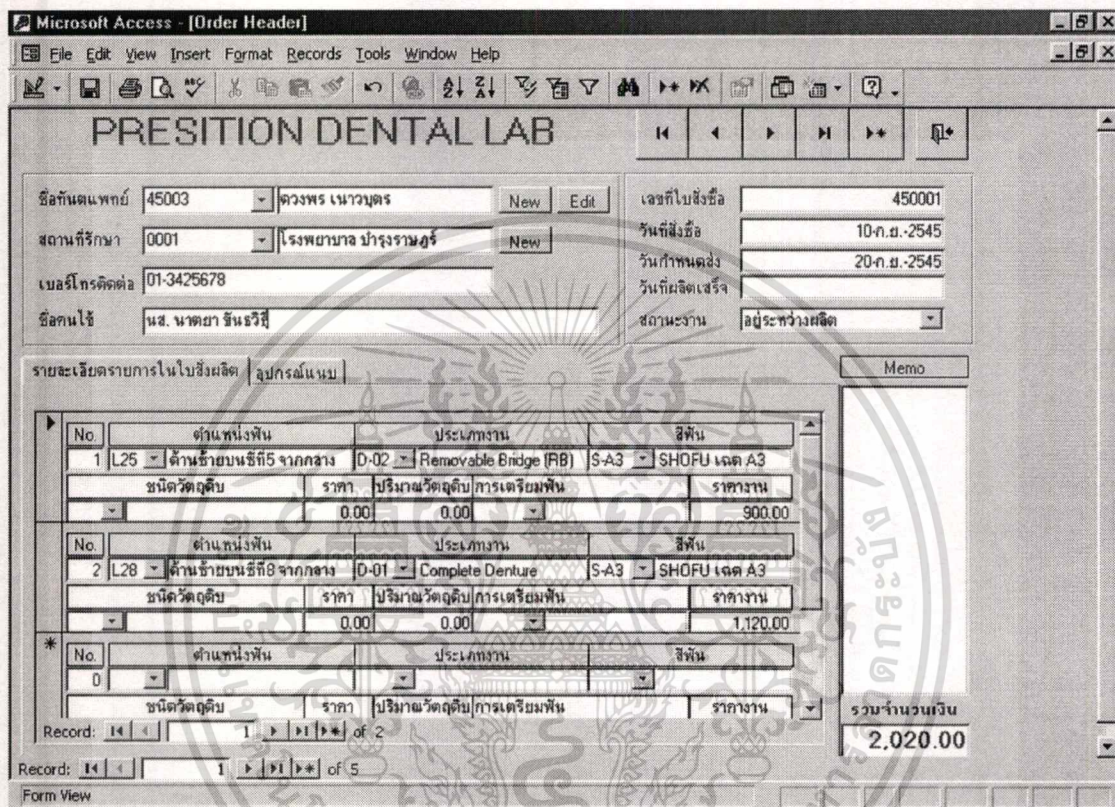 Microsoft Access - [Order Header]
File Edit View Insert Format Records Tools Window Help
PRESITION DENTAL LAB
ชื่อทันตแพทย์ 45003 ดวงพร เนาวบุตร New Edit
สถานที่รักษา 0001 โรงพยาบาล บำรุงราษฎร์ New
เบอร์โทรติดต่อ 01-3425678
ชื่อคนไข้ นส. นาตยา
เลขที่ใบสั่งซื้อ 450001
วันที่สั่งซื้อ 10-ก.ย.-2545
วันกำหนดส่ง 20-ก.ย.-2545
วันที่ผลิตเสร็จ
สถานะงาน อยู่ระหว่างผลิต
รายละเอียดรายการในใบสั่งผลิต อุปกรณ์แนบ
Memo
No. ตำแหน่งฟัน ประเภทงาน สีฟัน
1 L25 ด้านซ้ายบนซี่ที่5 จากกลาง D-02 Removable Bridge (RB) S-A3 SHOFU เฉด A3
ชนิดวัตถุดิบ ราคา ปริมาณวัตถุดิบ การเตรียมฟัน ราคางาน
0.00 0.00 900.00
No. ตำแหน่งฟัน ประเภทงาน สีฟัน
2 L28 ด้านซ้ายบนซี่ที่8 จากกลาง D-01 Complete Denture S-A3 SHOFU เฉด A3
ชนิดวัตถุดิบ ราคา ปริมาณวัตถุดิบ การเตรียมฟัน ราคางาน
0.00 0.00 1,120.00
No. ตำแหน่งฟัน ประเภทงาน สีฟัน
0
ชนิดวัตถุดิบ ราคา ปริมาณวัตถุดิบ การเตรียมฟัน ราคางาน
Record: 1 of 2
รวมจำนวนเงิน
2,020.00
Record: 1 of 5
Form View